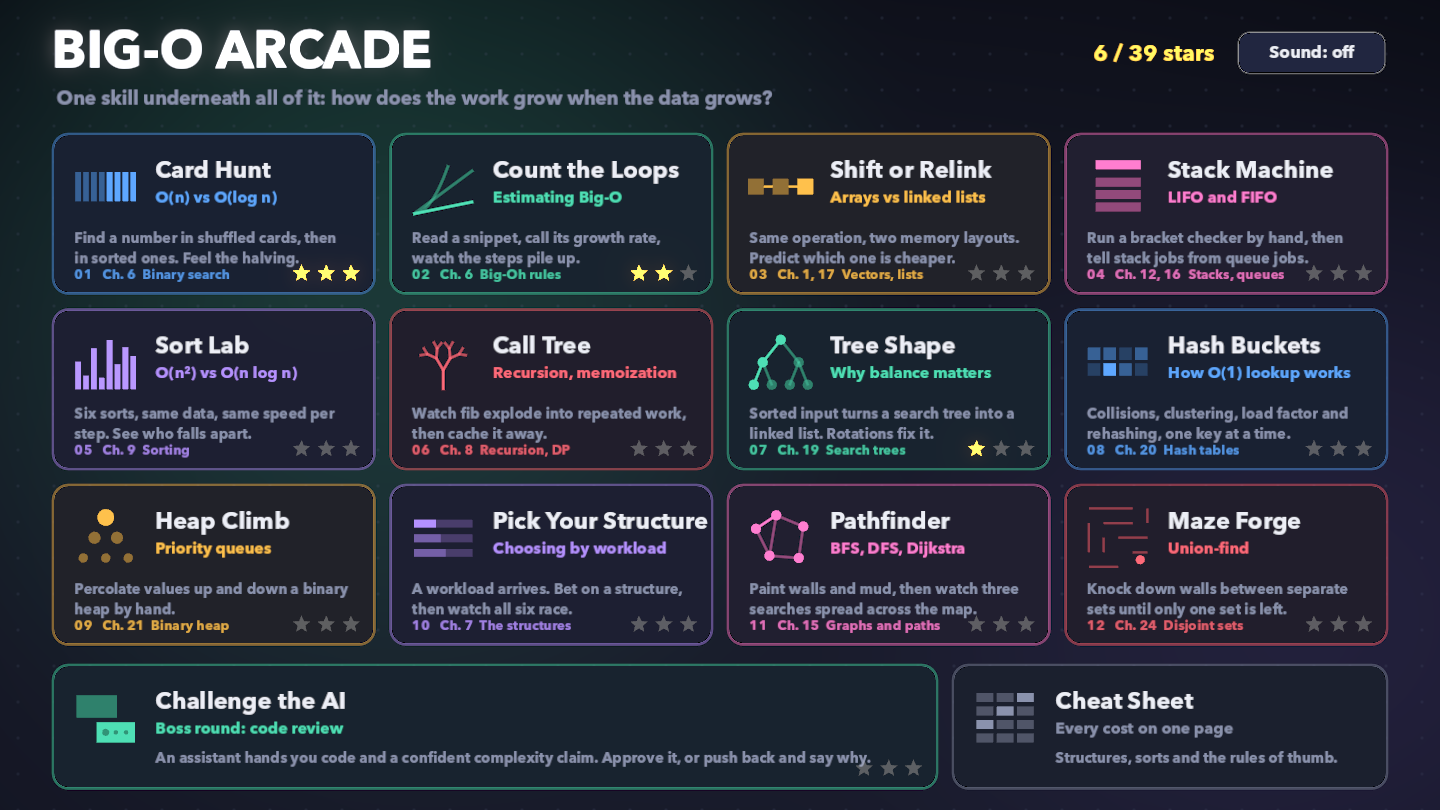 BIG-O ARCADE
6 / 39 stars
Sound: off
One skill underneath all of it: how does the work grow when the data grows?
Card Hunt
O(n) vs O(log n)
Find a number in shuffled cards, then
in sorted ones. Feel the halving.
01 Ch. 6 Binary search
Count the Loops
Estimating Big-O
Read a snippet, call its growth rate,
watch the steps pile up.
02 Ch. 6 Big-Oh rules
Shift or Relink
Arrays vs linked lists
Same operation, two memory layouts.
Predict which one is cheaper.
03 Ch. 1, 17 Vectors, lists
Stack Machine
LIFO and FIFO
Run a bracket checker by hand, then
tell stack jobs from queue jobs.
04 Ch. 12, 16 Stacks, queues
Sort Lab
O(n²) vs O(n log n)
Six sorts, same data, same speed per
step. See who falls apart.
05 Ch. 9 Sorting
Call Tree
Recursion, memoization
Watch fib explode into repeated work,
then cache it away.
06 Ch. 8 Recursion, DP
Tree Shape
Why balance matters
Sorted input turns a search tree into a
linked list. Rotations fix it.
07 Ch. 19 Search trees
Hash Buckets
How O(1) lookup works
Collisions, clustering, load factor and
rehashing, one key at a time.
08 Ch. 20 Hash tables
Heap Climb
Priority queues
Percolate values up and down a binary
heap by hand.
09 Ch. 21 Binary heap
Pick Your Structure
Choosing by workload
A workload arrives. Bet on a structure,
then watch all six race.
10 Ch. 7 The structures
Pathfinder
BFS, DFS, Dijkstra
Paint walls and mud, then watch three
searches spread across the map.
11 Ch. 15 Graphs and paths
Maze Forge
Union-find
Knock down walls between separate
sets until only one set is left.
12 Ch. 24 Disjoint sets
Challenge the AI
Boss round: code review
An assistant hands you code and a confident complexity claim. Approve it, or push back and say why.
Cheat Sheet
Every cost on one page
Structures, sorts and the rules of thumb.